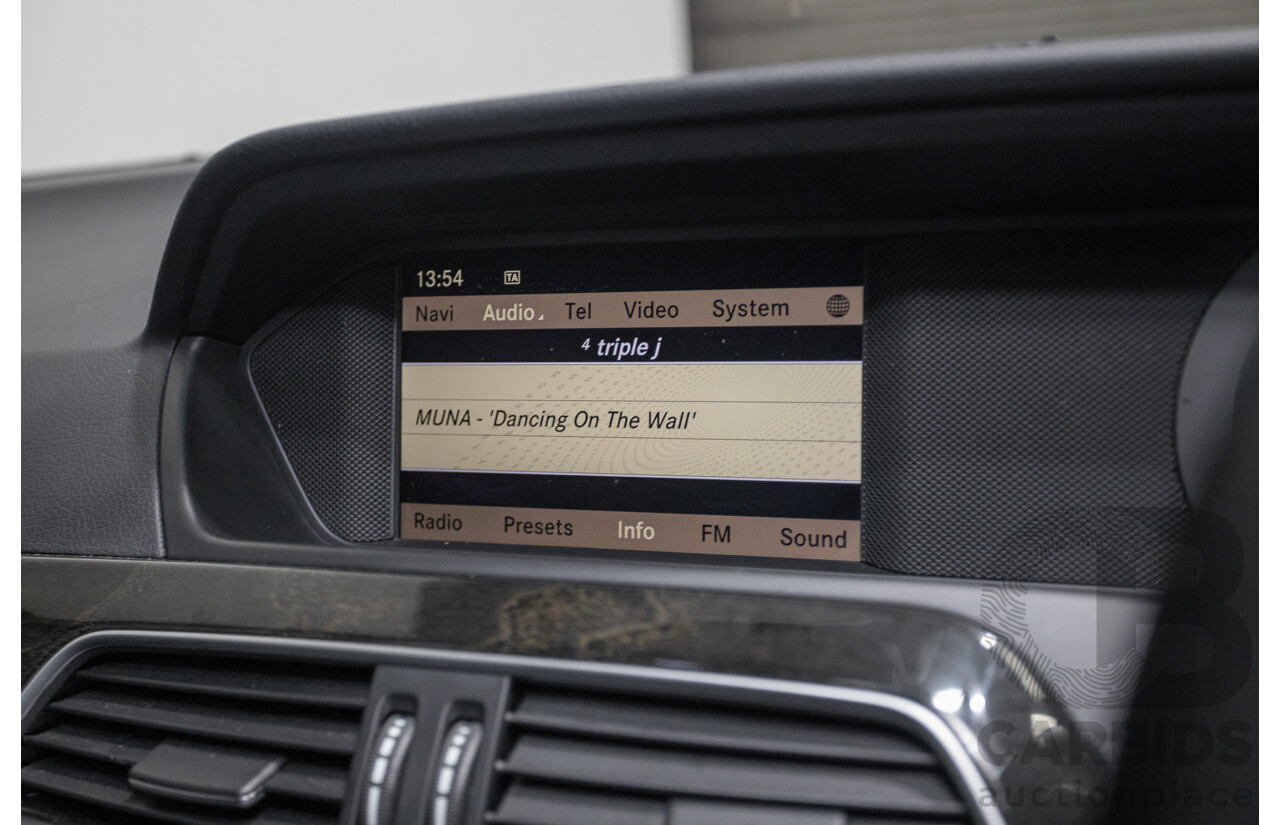 13:54 TA
Navi Audio Tel Video System
4 triple j
MUNA - 'Dancing On The Wall'
Radio Presets Info FM Sound
CB
CARBIDS
auctionplace